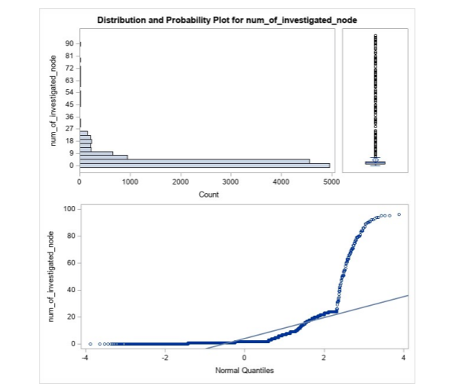 Distribution and Probability Plot for num_of_investigated_node
num_of_investigated_node
90
81
72
63
54
45
36
27
18
9
0
0 1000 2000 3000 4000 5000
Count
num_of_investigated_node
100
80
60
40
20
0
-4 -2 0 2 4
Normal Quantiles